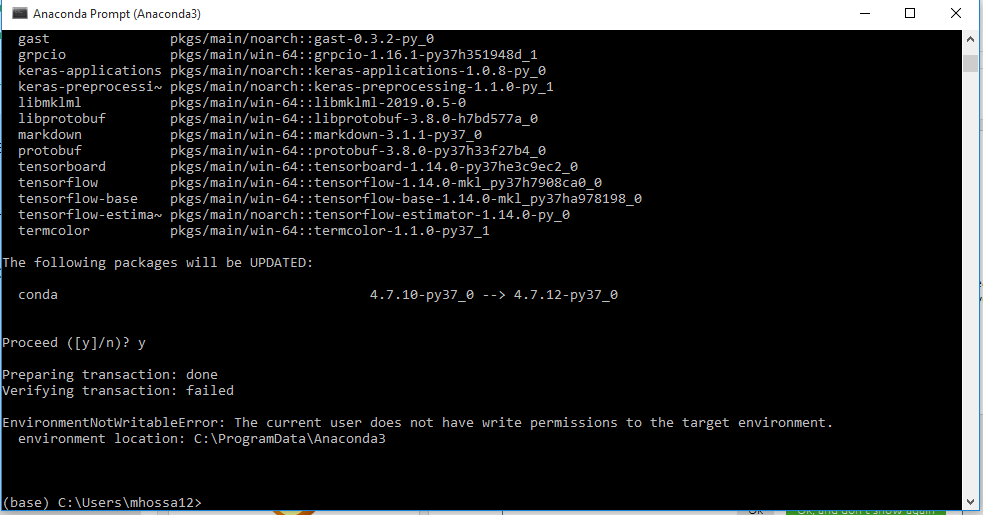 Anaconda Prompt (Anaconda3)
gast pkgs/main/noarch::gast-0.3.2-py_0
grpcio pkgs/main/win-64::grpcio-1.16.1-py37h351948d_1
keras-applications pkgs/main/noarch::keras-applications-1.0.8-py_0
keras-preprocessi~ pkgs/main/noarch::keras-preprocessing-1.1.0-py_1
libmklml pkgs/main/win-64::libmklml-2019.0.5-0
libprotobuf pkgs/main/win-64::libprotobuf-3.8.0-h7bd577a_0
markdown pkgs/main/win-64::markdown-3.1.1-py37_0
protobuf pkgs/main/win-64::protobuf-3.8.0-py37h33f27b4_0
tensorboard pkgs/main/win-64::tensorboard-1.14.0-py37he3c9ec2_0
tensorflow pkgs/main/win-64::tensorflow-1.14.0-mkl_py37h7908ca0_0
tensorflow-base pkgs/main/win-64::tensorflow-base-1.14.0-mkl_py37ha978198_0
tensorflow-estima~ pkgs/main/noarch::tensorflow-estimator-1.14.0-py_0
termcolor pkgs/main/win-64::termcolor-1.1.0-py37_1
The following packages will be UPDATED:
conda 4.7.10-py37_0 --> 4.7.12-py37_0
Proceed ([y]/n)? y
Preparing transaction: done
Verifying transaction: failed
EnvironmentNotWritableError: The current user does not have write permissions to the target environment.
environment location: C:\ProgramData\Anaconda3
(base) C:\Users\mhossa12>